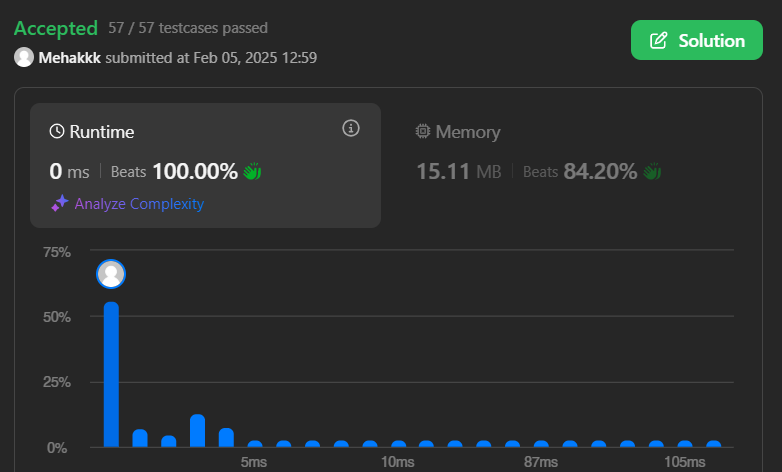 Accepted 57 / 57 testcases passed
Mehakkk submitted at Feb 05, 2025 12:59
Solution
Runtime
0 ms | Beats 100.00%
Analyze Complexity
Memory
15.11 MB | Beats 84.20%
75%
50%
25%
0%
5ms 10ms 87ms 105ms